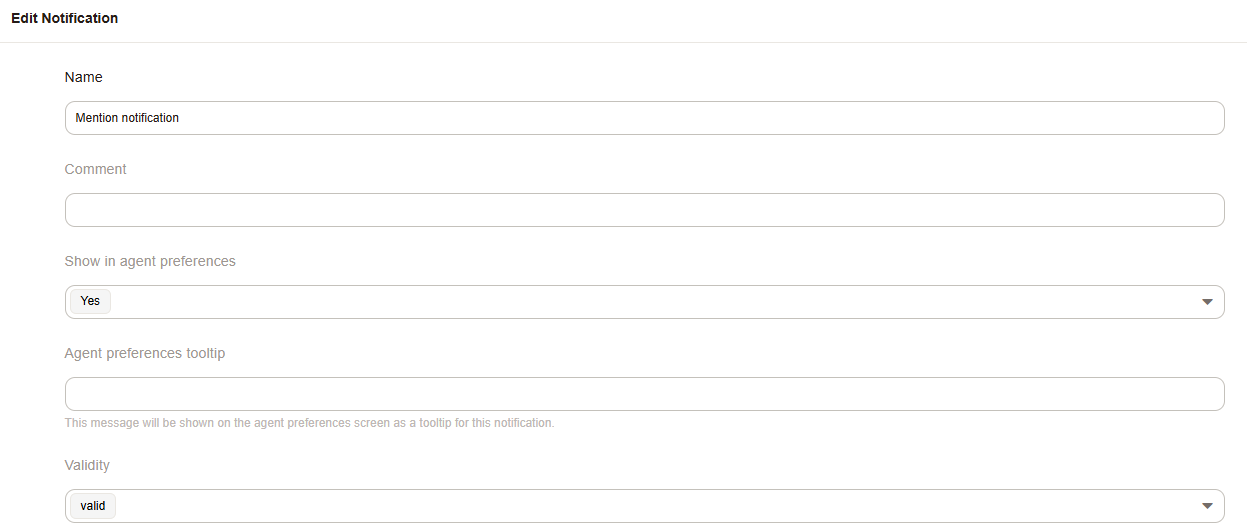 Edit Notification
Name
Mention notification
Comment
Show in agent preferences
Yes
Agent preferences tooltip
This message will be shown on the agent preferences screen as a tooltip for this notification.
Validity
valid